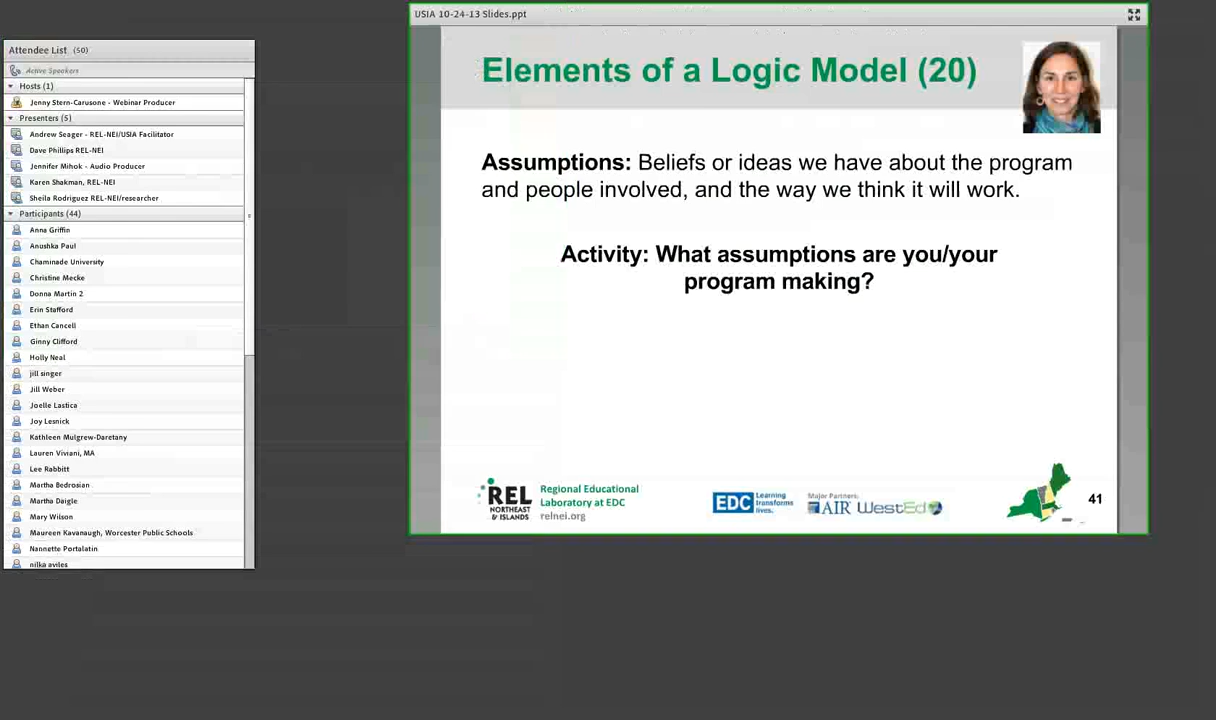 USIA 10-24-13 Slides.ppt
Attendee List (50)
Active Speakers
Hosts (1)
Jenny Stern-Carusone - Webinar Producer
Presenters (5)
Andrew Seager - REL-NEI/USIA Facilitator
Dave Phillips REL-NEI
Jennifer Mihok - Audio Producer
Karen Shakman, REL-NEI
Sheila Rodriguez REL-NEI/researcher
Participants (44)
Anna Griffin
Anushka Paul
Chaminade University
Christine Mecke
Donna Martin 2
Erin Stafford
Ethan Cancell
Ginny Clifford
Holly Neal
jill singer
Jill Weber
Joelle Lastica
Joy Lesnick
Kathleen Mulgrew-Daretany
Lauren Viviani, MA
Lee Rabbitt
Martha Bedrosian
Martha Daigle
Mary Wilson
Maureen Kavanaugh, Worcester Public Schools
Nannette Portalatin
nilka aviles
Elements of a Logic Model (20)
Assumptions: Beliefs or ideas we have about the program
and people involved, and the way we think it will work.
Activity: What assumptions are you/your
program making?
REL
NORTHEAST
& ISLANDS
Regional Educational
Laboratory at EDC
relnei.org
EDC Learning
transforms
lives.
Major Partners:
AIR WestEd
41